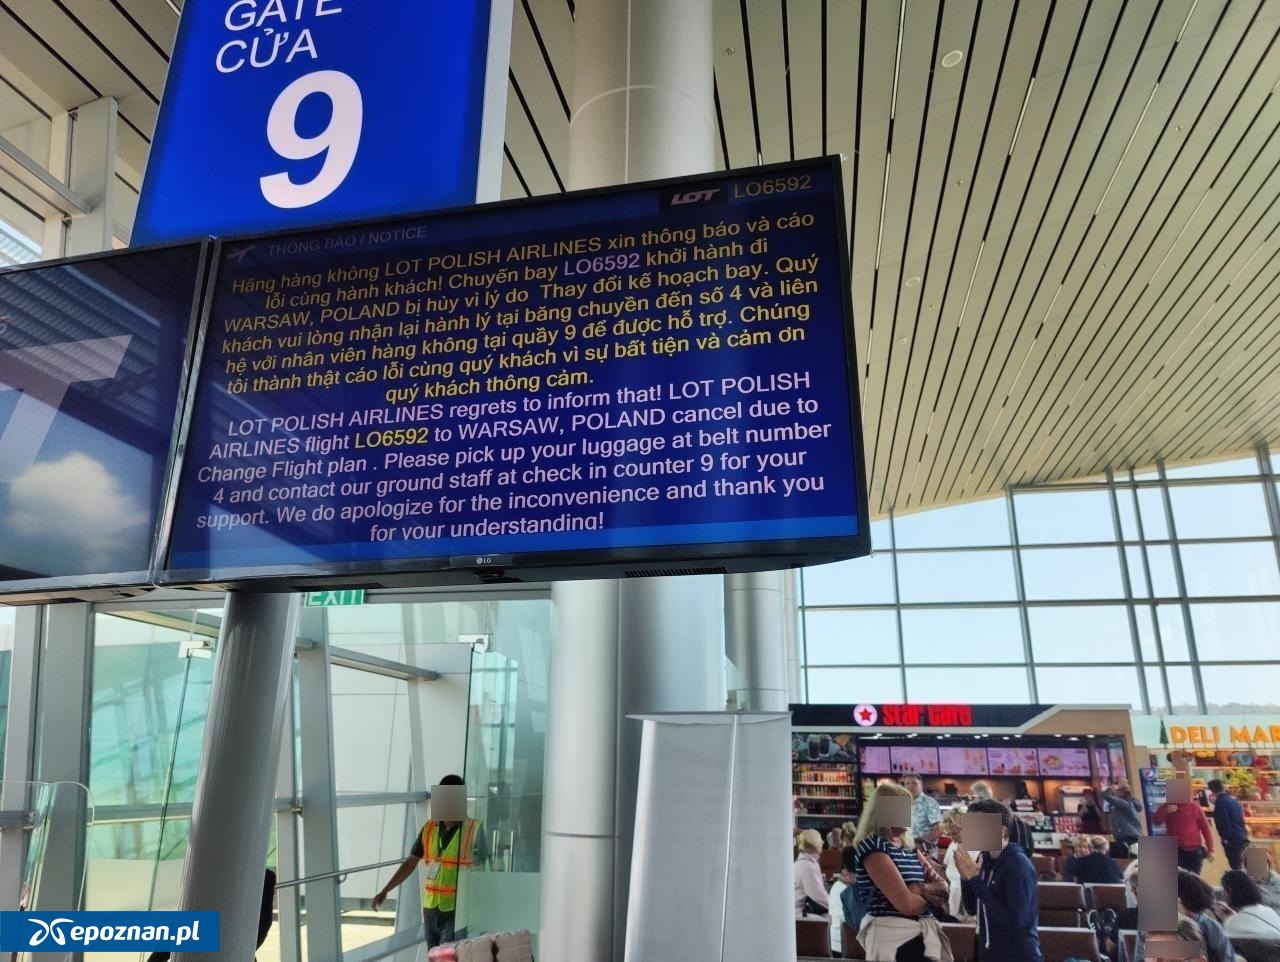 GATE
CỬA
9
LOT LO6592
THÔNG BÁO / NOTICE
Hãng hàng không LOT POLISH AIRLINES xin thông báo và cáo
lỗi cùng hành khách! Chuyến bay LO6592 khởi hành đi
WARSAW, POLAND bị hủy vì lý do Thay đổi kế hoạch bay. Quý
khách vui lòng nhận lại hành lý tại băng chuyền đến số 4 và liên
hệ với nhân viên hàng không tại quầy 9 để được hỗ trợ. Chúng
tôi thành thật cáo lỗi cùng quý khách vì sự bất tiện và cảm ơn
quý khách thông cảm.
LOT POLISH AIRLINES regrets to inform that! LOT POLISH
AIRLINES flight LO6592 to WARSAW, POLAND cancel due to
Change Flight plan . Please pick up your luggage at belt number
4 and contact our ground staff at check in counter 9 for your
support. We do apologize for the inconvenience and thank you
for your understanding!
LG
EXIT
DELI MAR
epoznan.pl